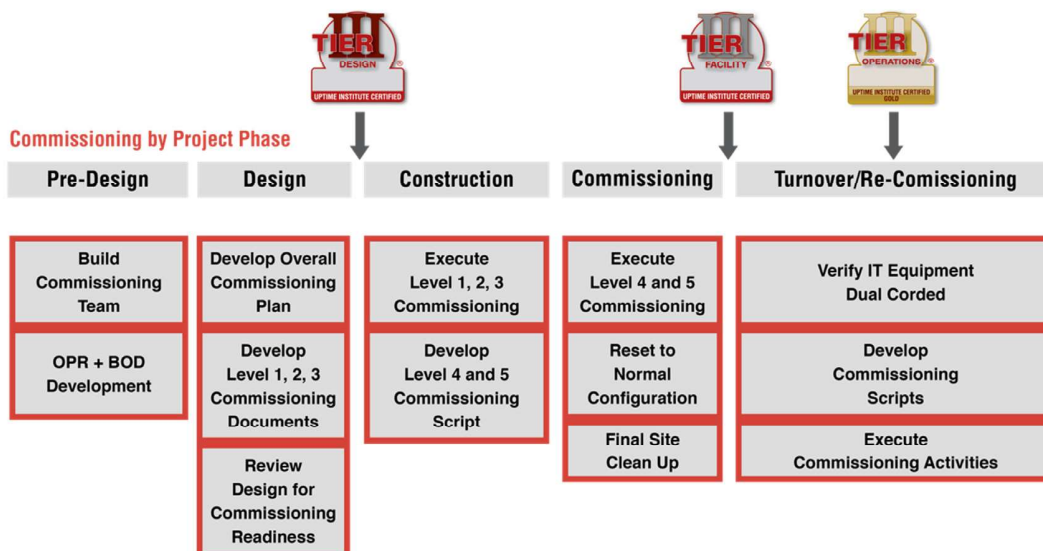 III
TIER
DESIGN
®
UPTIME INSTITUTE CERTIFIED
III
TIER
FACILITY
®
UPTIME INSTITUTE CERTIFIED
III
TIER
OPERATIONS
®
UPTIME INSTITUTE CERTIFIED
GOLD
Commissioning by Project Phase
Pre-Design
Design
Construction
Commissioning
Turnover/Re-Comissioning
Build
Commissioning
Team
OPR + BOD
Development
Develop Overall
Commissioning
Plan
Develop
Level 1, 2, 3
Commissioning
Documents
Review
Design for
Commissioning
Readiness
Execute
Level 1, 2, 3
Commissioning
Develop
Level 4 and 5
Commissioning
Script
Execute
Level 4 and 5
Commissioning
Reset to
Normal
Configuration
Final Site
Clean Up
Verify IT Equipment
Dual Corded
Develop
Commissioning
Scripts
Execute
Commissioning Activities